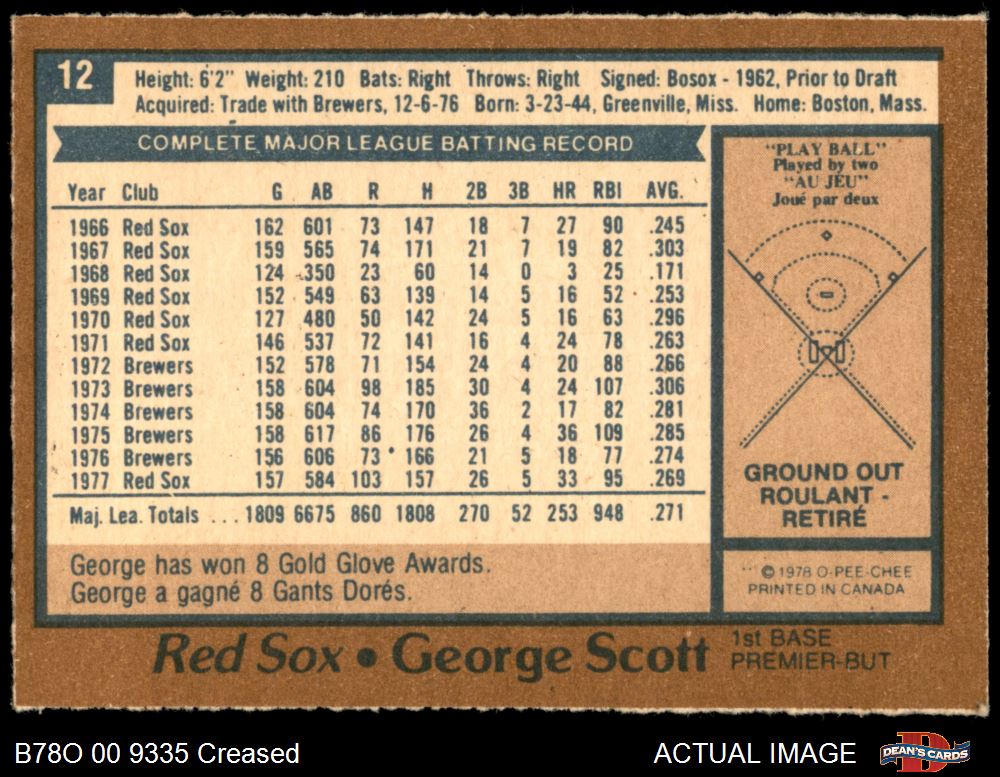 12
Height: 6'2" Weight: 210 Bats: Right Throws: Right Signed: Bosox - 1962, Prior to Draft
Acquired: Trade with Brewers, 12-6-76 Born: 3-23-44, Greenville, Miss. Home: Boston, Mass.
COMPLETE MAJOR LEAGUE BATTING RECORD
Year Club G AB R H 2B 3B HR RBI AVG.
1966 Red Sox 162 601 73 147 18 7 27 90 .245
1967 Red Sox 159 565 74 171 21 7 19 82 .303
1968 Red Sox 124 350 23 60 14 0 3 25 .171
1969 Red Sox 152 549 63 139 14 5 16 52 .253
1970 Red Sox 127 480 50 142 24 5 16 63 .296
1971 Red Sox 146 537 72 141 16 4 24 78 .263
1972 Brewers 152 578 71 154 24 4 20 88 .266
1973 Brewers 158 604 98 185 30 4 24 107 .306
1974 Brewers 158 604 74 170 36 2 17 82 .281
1975 Brewers 158 617 86 176 26 4 36 109 .285
1976 Brewers 156 606 73 166 21 5 18 77 .274
1977 Red Sox 157 584 103 157 26 5 33 95 .269
Maj. Lea. Totals ... 1809 6675 860 1808 270 52 253 948 .271
George has won 8 Gold Glove Awards.
George a gagné 8 Gants Dorés.
"PLAY BALL"
Played by two
"AU JEU"
Joué par deux
GROUND OUT
ROULANT -
RETIRÉ
© 1978 O-PEE-CHEE
PRINTED IN CANADA
Red Sox • George Scott
1st BASE
PREMIER-BUT
B78O 00 9335 Creased
ACTUAL IMAGE
DEAN'S CARDS